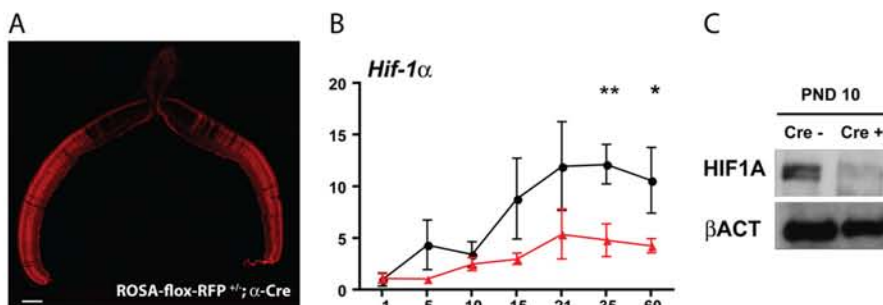 A
B
C
ROSA-flox-RFP +/-; α-Cre
Hif-1α
20
15
10
5
0
** *
1 5 10 15 21 35 60
PND 10
Cre - Cre +
HIF1A
βACT